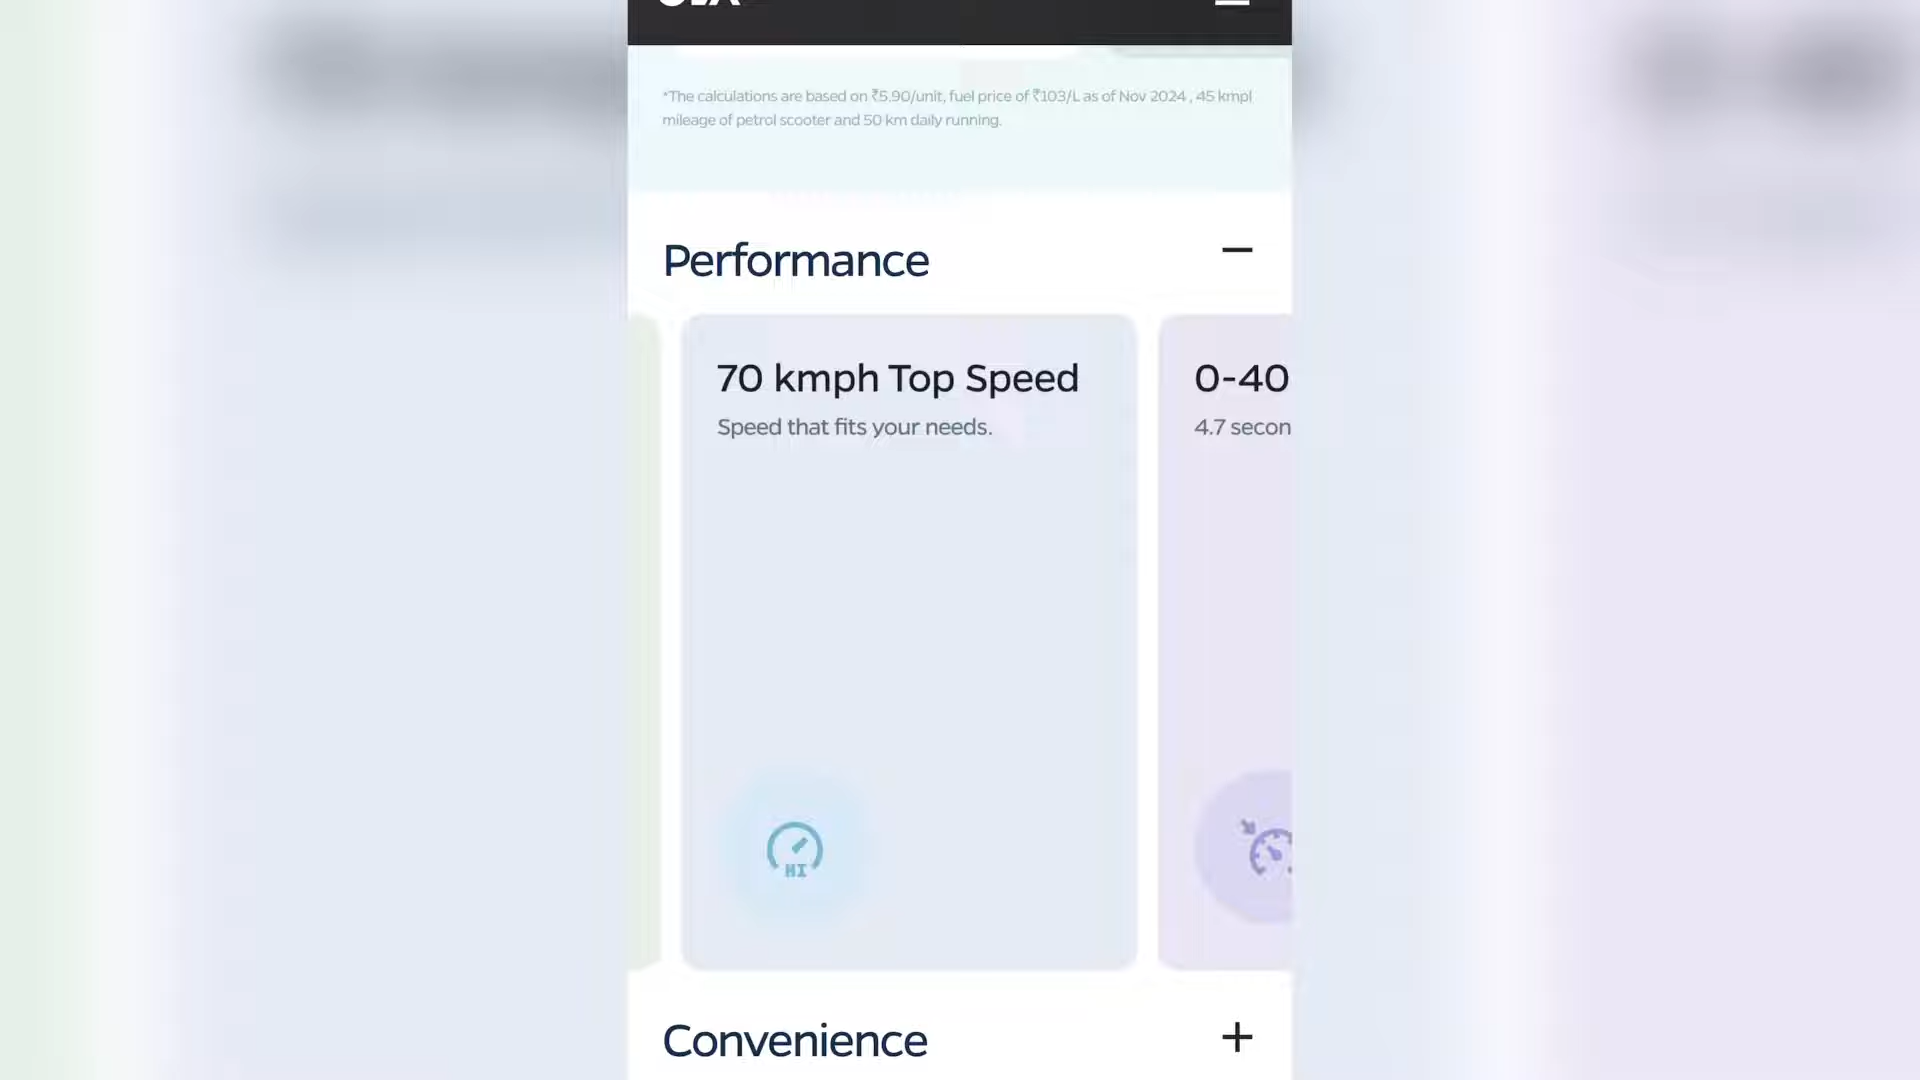 *The calculations are based on ₹5.90/unit, fuel price of ₹103/L as of Nov 2024 , 45 kmpl
mileage of petrol scooter and 50 km daily running.
Performance
70 kmph Top Speed
Speed that fits your needs.
0-40
4.7 secon
HI
Convenience